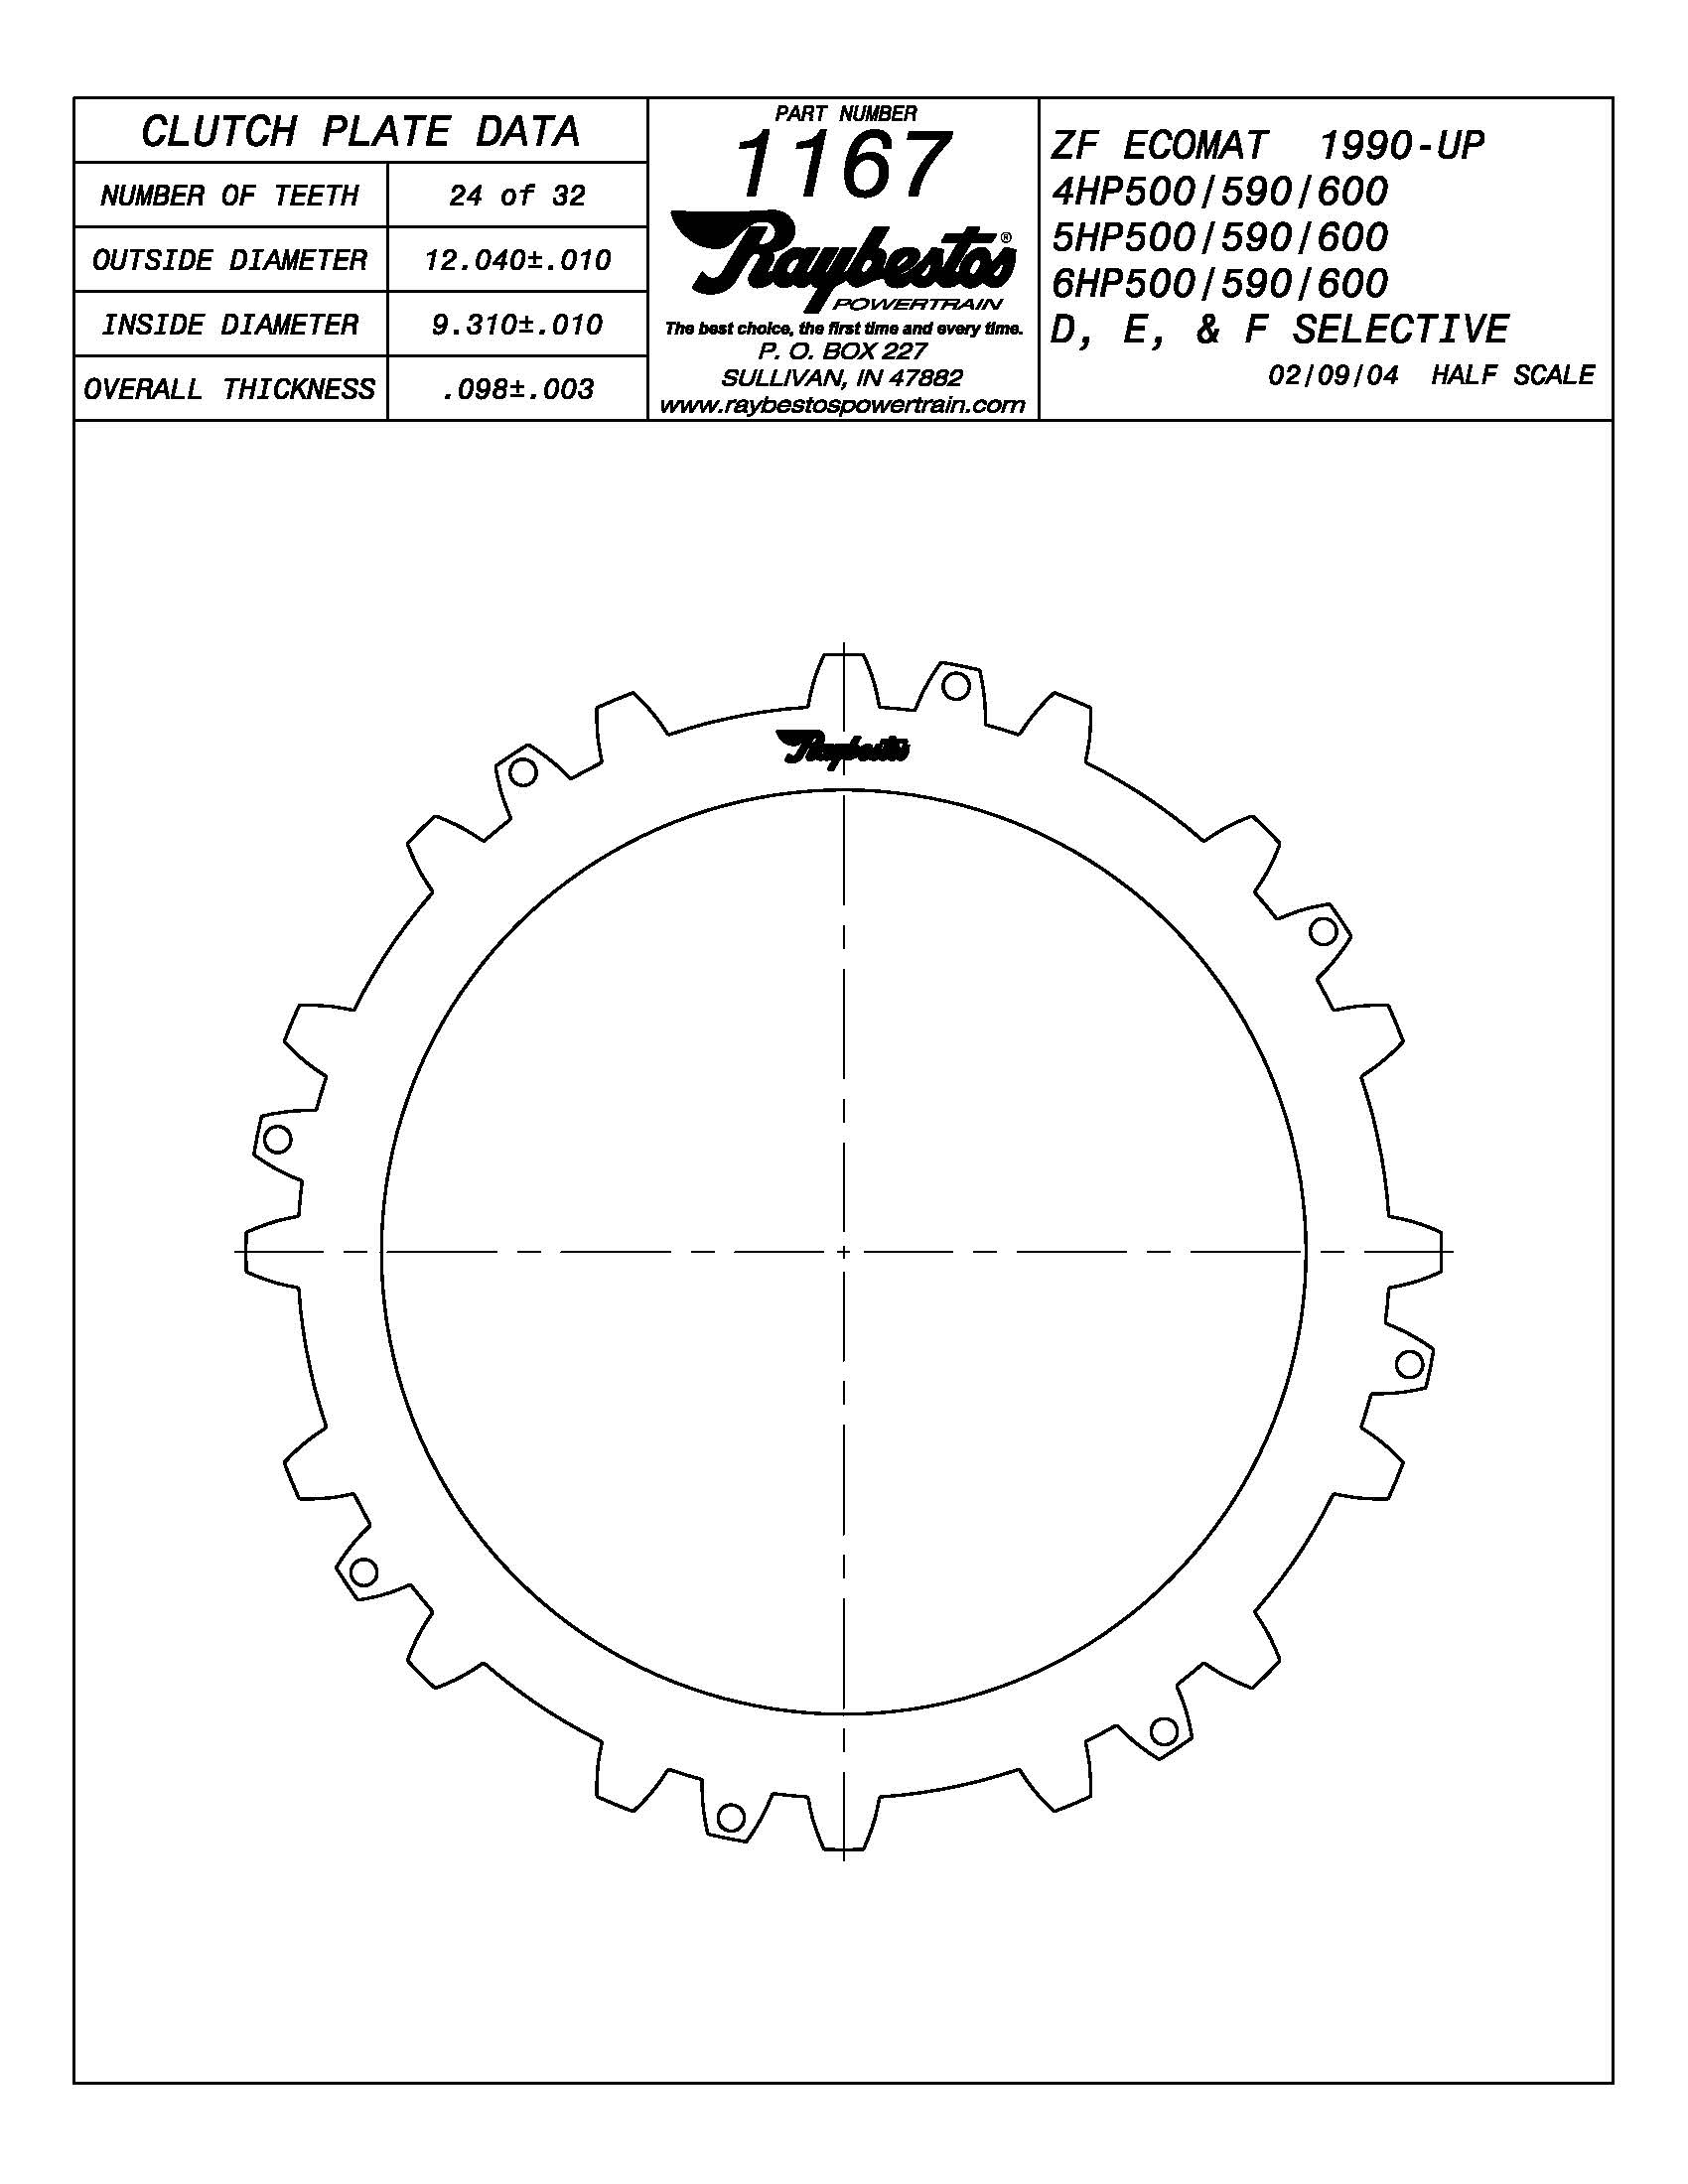 CLUTCH PLATE DATA
NUMBER OF TEETH 24 of 32
OUTSIDE DIAMETER 12.040±.010
INSIDE DIAMETER 9.310±.010
OVERALL THICKNESS .098±.003
PART NUMBER
1167
Raybestos®
POWERTRAIN
The best choice, the first time and every time.
P. O. BOX 227
SULLIVAN, IN 47882
www.raybestospowertrain.com
ZF ECOMAT 1990-UP
4HP500/590/600
5HP500/590/600
6HP500/590/600
D, E, & F SELECTIVE
02/09/04 HALF SCALE
Raybestos